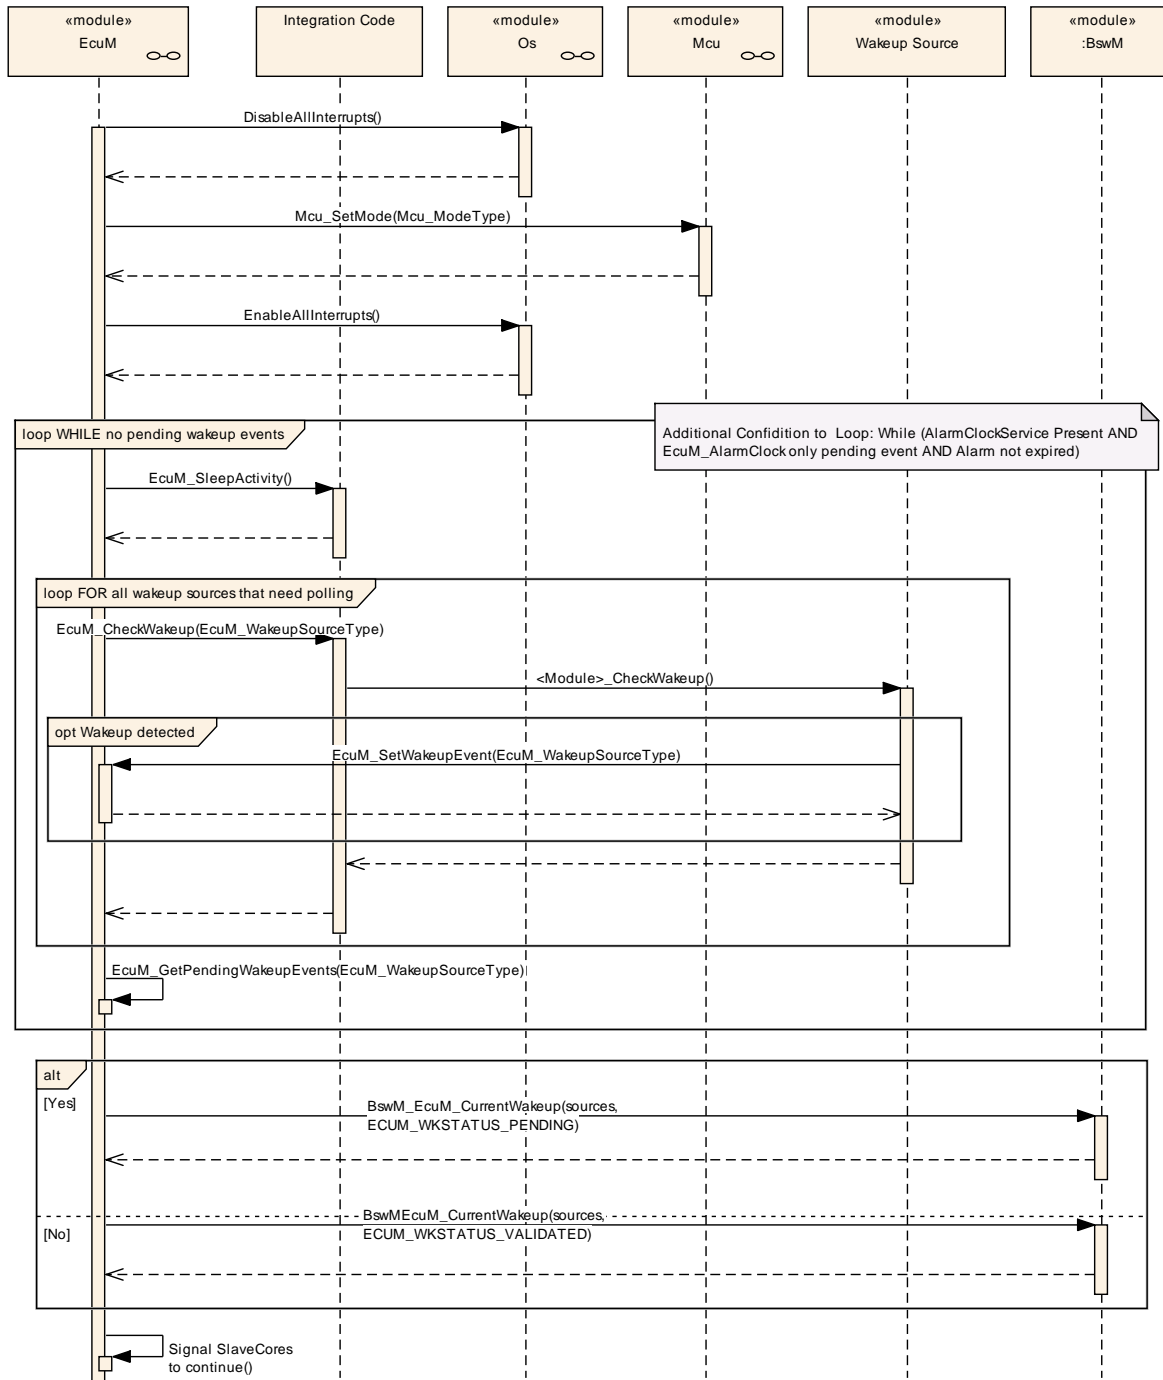 «module»
EcuM
Integration Code
«module»
Os
«module»
Mcu
«module»
Wakeup Source
«module»
:BswM
DisableAllInterrupts()
Mcu_SetMode(Mcu_ModeType)
EnableAllInterrupts()
loop WHILE no pending wakeup events
Additional Confidition to Loop: While (AlarmClockService Present AND
EcuM_AlarmClock only pending event AND Alarm not expired)
EcuM_SleepActivity()
loop FOR all wakeup sources that need polling
EcuM_CheckWakeup(EcuM_WakeupSourceType)
<Module>_CheckWakeup()
opt Wakeup detected
EcuM_SetWakeupEvent(EcuM_WakeupSourceType)
EcuM_GetPendingWakeupEvents(EcuM_WakeupSourceType)
alt
[Yes]
BswM_EcuM_CurrentWakeup(sources,
ECUM_WKSTATUS_PENDING)
BswMEcuM_CurrentWakeup(sources,
[No]
ECUM_WKSTATUS_VALIDATED)
Signal SlaveCores
to continue()